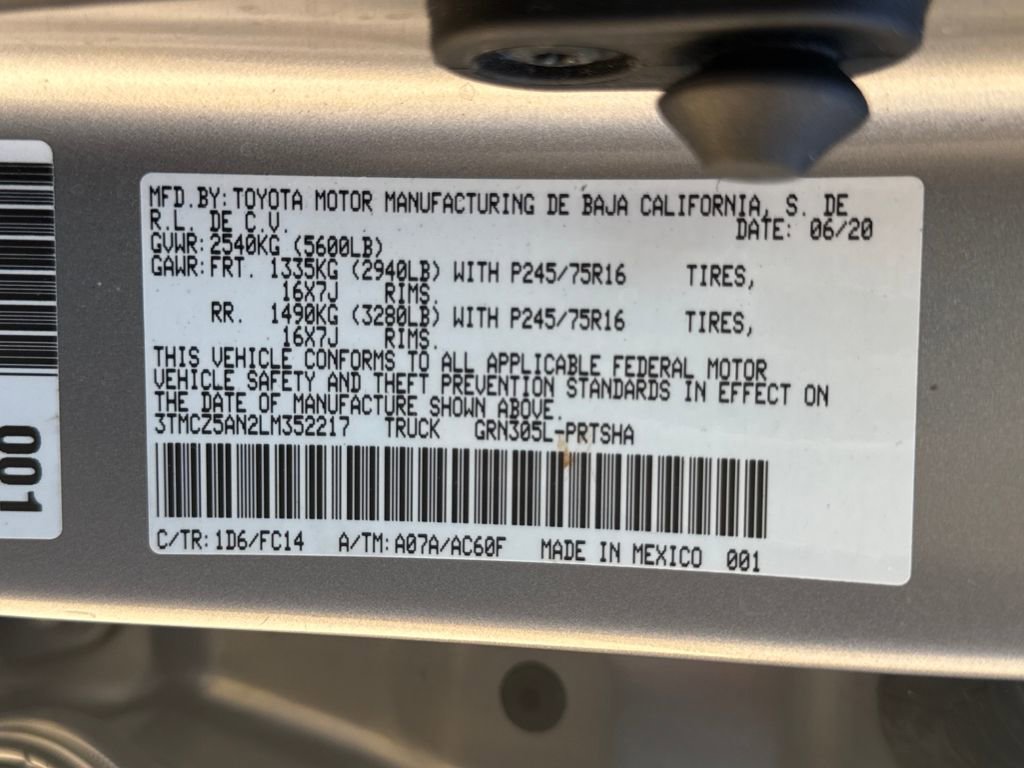 MFD.BY:TOYOTA MOTOR MANUFACTURING DE BAJA CALIFORNIA, S. DE
R.L. DE C.V. DATE: 06/20
GVWR:2540KG (5600LB)
GAWR:FRT. 1335KG (2940LB) WITH P245/75R16 TIRES,
16X7J RIMS.
RR. 1490KG (3280LB) WITH P245/75R16 TIRES,
16X7J RIMS.
THIS VEHICLE CONFORMS TO ALL APPLICABLE FEDERAL MOTOR
VEHICLE SAFETY AND THEFT PREVENTION STANDARDS IN EFFECT ON
THE DATE OF MANUFACTURE SHOWN ABOVE.
3TMCZ5AN2LM352217 TRUCK GRN305L-PRTSHA
C/TR:1D6/FC14 A/TM:A07A/AC60F MADE IN MEXICO 001
001